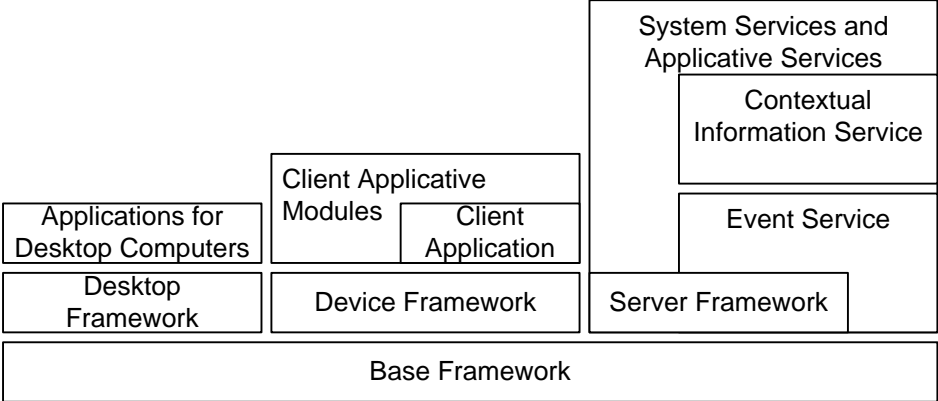 System Services and
Applicative Services
Contextual
Information Service
Client Applicative
Modules
Applications for
Desktop Computers
Client
Application
Event Service
Desktop
Framework
Device Framework
Server Framework
Base Framework